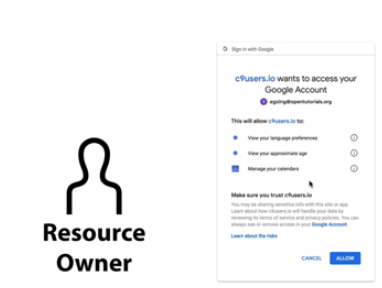 Sign in with Google
c9users.io wants to access your
Google Account
egoing@opentutorials.org
This will allow c9users.io to:
View your language preferences
View your approximate age
Manage your calendars
Make sure you trust c9users.io
You may be sharing sensitive info with this site or app.
Learn about how c9users.io will handle your data by
reviewing its terms of service and privacy policies. You can
always see or remove access in your Google Account.
Learn about the risks
CANCEL
ALLOW
Resource
Owner